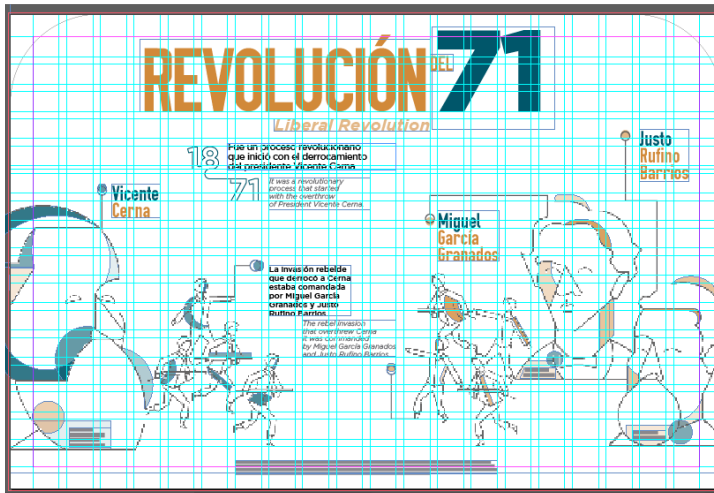 REVOLUCIÓN DEL 71
Liberal Revolution
18
71
Fue un proceso revolucionario
que inició con el derrocamiento
del presidente Vicente Cerna
It was a revolutionary
process that started
with the overthrow
of President Vicente Cerna
Justo
Rufino
Barrios
Vicente
Cerna
Miguel
García
Granados
La invasión rebelde
que derrocó a Cerna
estaba comandada
por Miguel García
Granados y Justo
Rufino Barrios
The rebel invasion
that overthrew Cerna
it was commanded
by Miguel García Granados
and Justo Rufino Barrios